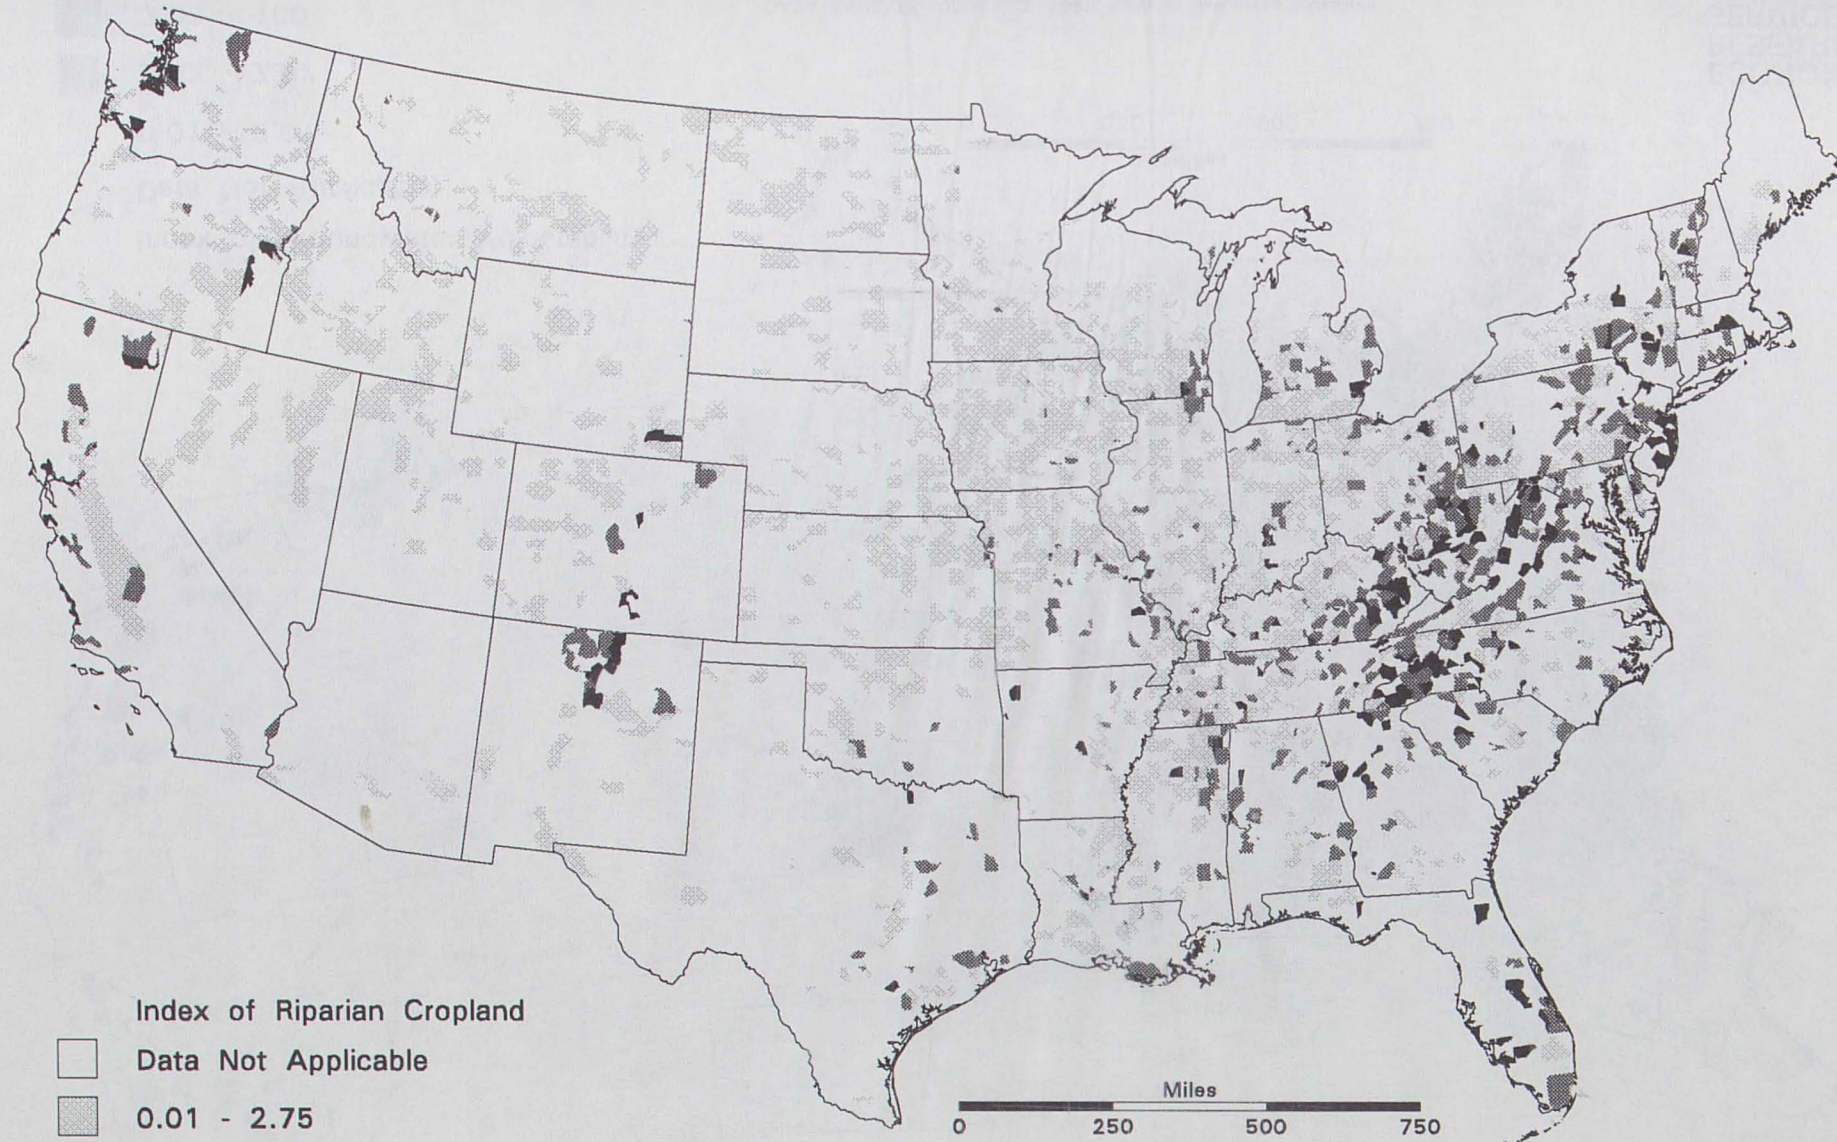 Index of Riparian Cropland
Data Not Applicable
0.01 - 2.75
Miles
0 250 500 750